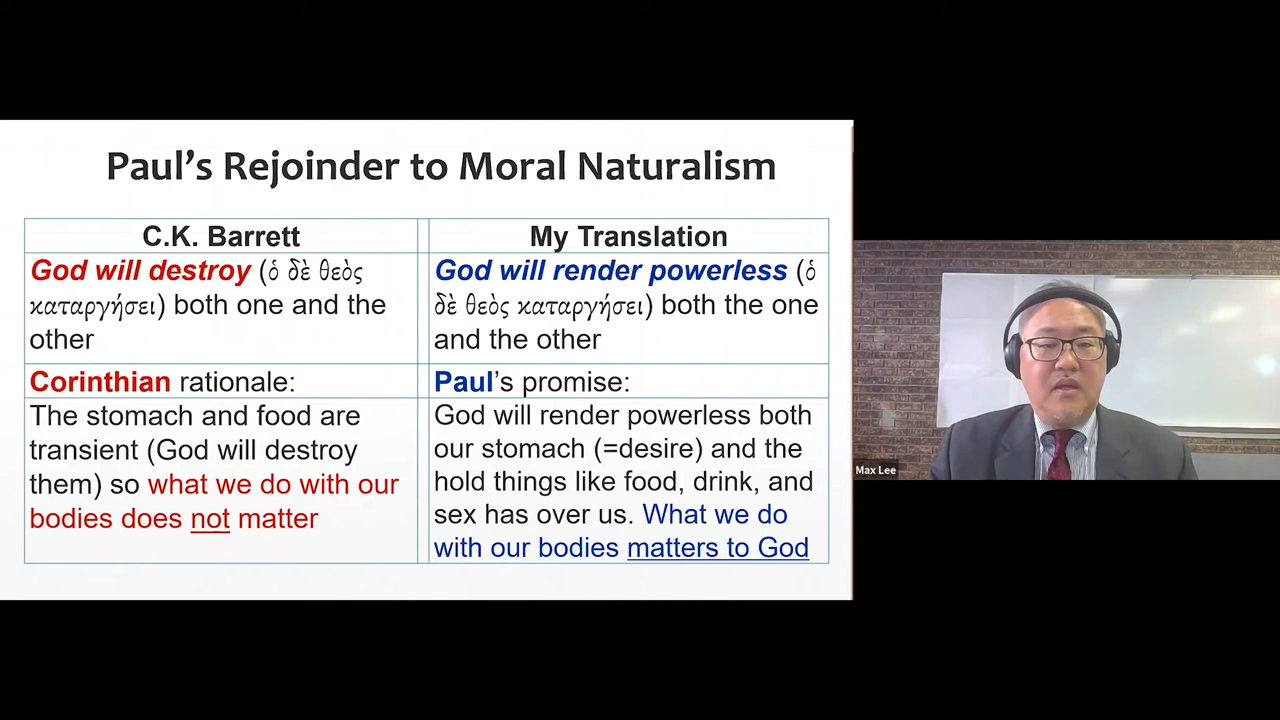 Paul’s Rejoinder to Moral Naturalism
C.K. Barrett
God will destroy (ὁ δὲ θεὸς
καταργήσει) both one and the
other
Corinthian rationale:
The stomach and food are
transient (God will destroy
them) so what we do with our
bodies does not matter
My Translation
God will render powerless (ὁ
δὲ θεὸς καταργήσει) both the one
and the other
Paul’s promise:
God will render powerless both
our stomach (=desire) and the
hold things like food, drink, and
sex has over us. What we do
with our bodies matters to God
Max Lee